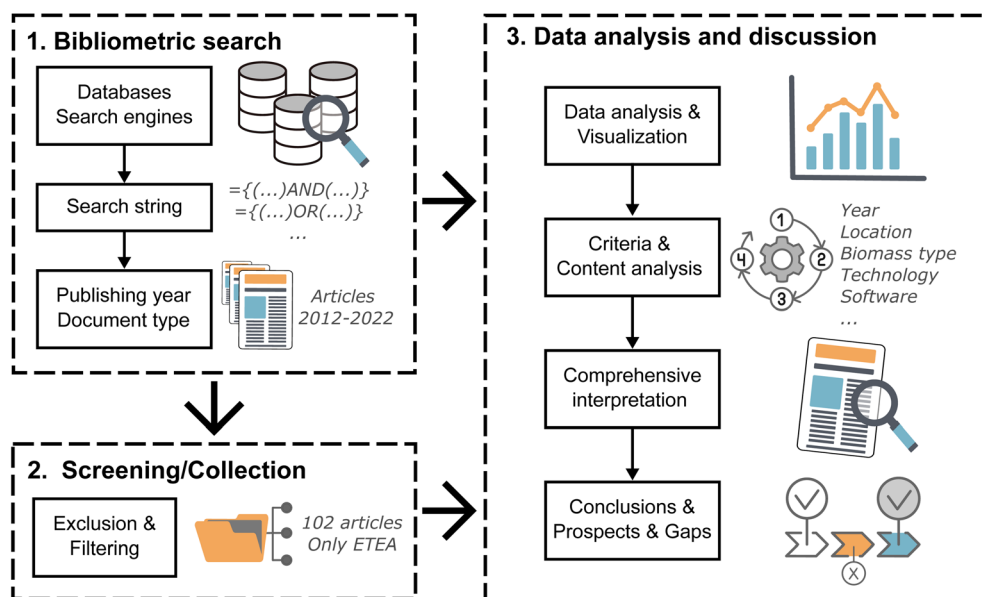 1. Bibliometric search
Databases
Search engines
Search string
={(...)AND(...)}
={(...)OR(...)}
...
Publishing year
Document type
Articles
2012-2022
2. Screening/Collection
Exclusion &
Filtering
102 articles
Only ETEA
3. Data analysis and discussion
Data analysis &
Visualization
Criteria &
Content analysis
1
2
3
4
Year
Location
Biomass type
Technology
Software
...
Comprehensive
interpretation
Conclusions &
Prospects & Gaps
X